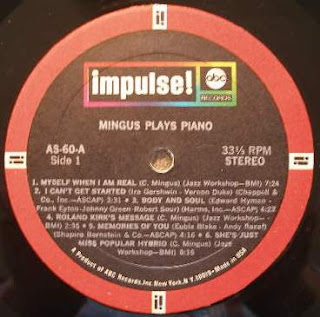 impulse!
abc
RECORDS
MINGUS PLAYS PIANO
AS-60-A
Side 1
33⅓ RPM
STEREO
1. MYSELF WHEN I AM REAL (C. Mingus) (Jazz Workshop—BMI) 7:24
2. I CAN'T GET STARTED (Ira Gershwin - Vernon Duke) (Chappell &
Co., Inc.—ASCAP) 3:31 • 3. BODY AND SOUL (Edward Hyman -
Frank Eyton-Johnny Green-Robert Sour) (Harms, Inc.—ASCAP) 4:23
4. ROLAND KIRK'S MESSAGE (C. Mingus) (Jazz Workshop—
BMI) 2:35 • 5. MEMORIES OF YOU (Eubie Blake - Andy Razaf)
(Shapiro Bernstein & Co.—ASCAP) 4:16 • 6. SHE'S JUST
MISS POPULAR HYBRID (C. Mingus) (Jazz
Workshop—BMI) 8:15
A Product of ABC Records, Inc. New York, N.Y. 10019 • Made in USA
i!
i!
i!